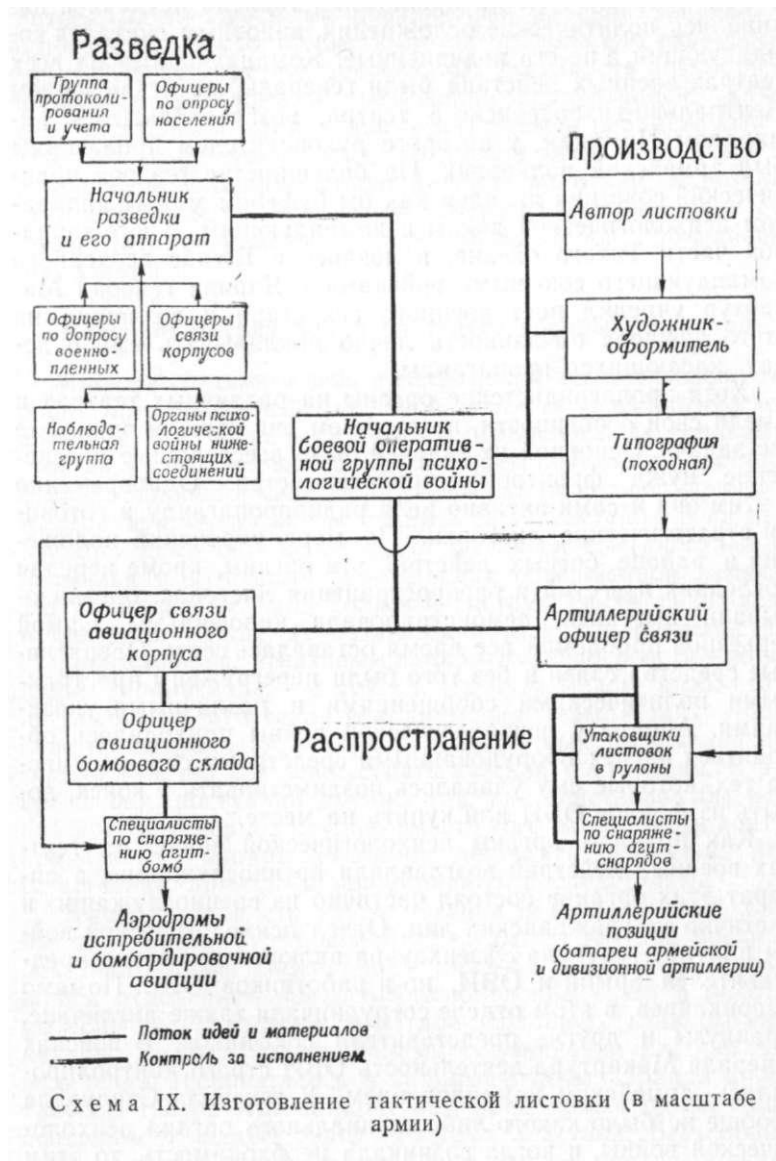 Разведка
Группа
протоколи-
рования
и учета
Офицеры
по опросу
населения
Производство
Начальник
разведки
и его аппарат
Автор листовки
Офицеры
по допросу
военно-
пленных
Офицеры
связи
корпусов
Художник-
оформитель
Наблюда-
тельная
группа
Органы психо-
логической
войны ниже-
стоящих
соединений
Начальник
боевой оператив-
ной группы психо-
логической войны
Типография
(походная)
Офицер связи
авиационного
корпуса
Артиллерийский
офицер связи
Офицер
авиационного
бомбового склада
Распространение
Упаковщики
листовок
в рулоны
Специалисты
по снаряже-
нию агит-
бомб
Специалисты
по снаряже-
нию агит-
снарядов
Аэродромы
истребительной
и бомбардировочной
авиации
Артиллерийские
позиции
(батареи армейской
и дивизионной артиллерии)
Поток идей и материалов
Контроль за исполнением
Схема IX. Изготовление тактической листовки (в масштабе
армии)